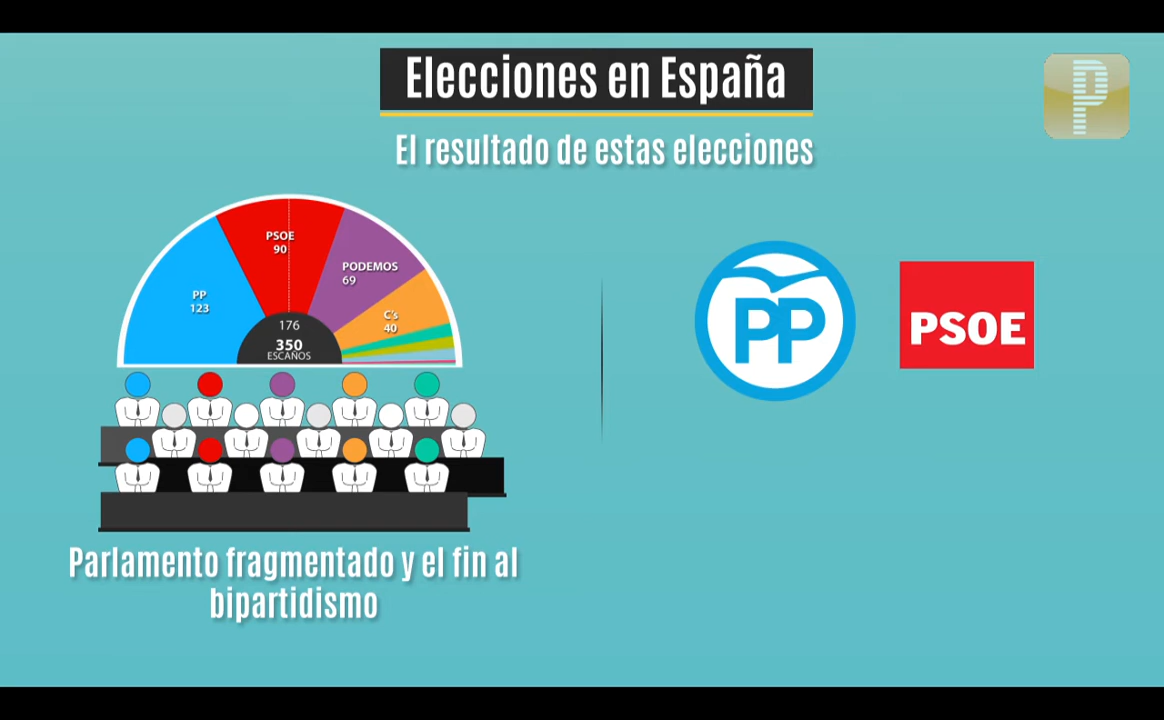 Elecciones en España
P
El resultado de estas elecciones
PSOE
90
PODEMOS
69
PP
123
C's
40
176
350
ESCAÑOS
PP
PSOE
Parlamento fragmentado y el fin al
bipartidismo